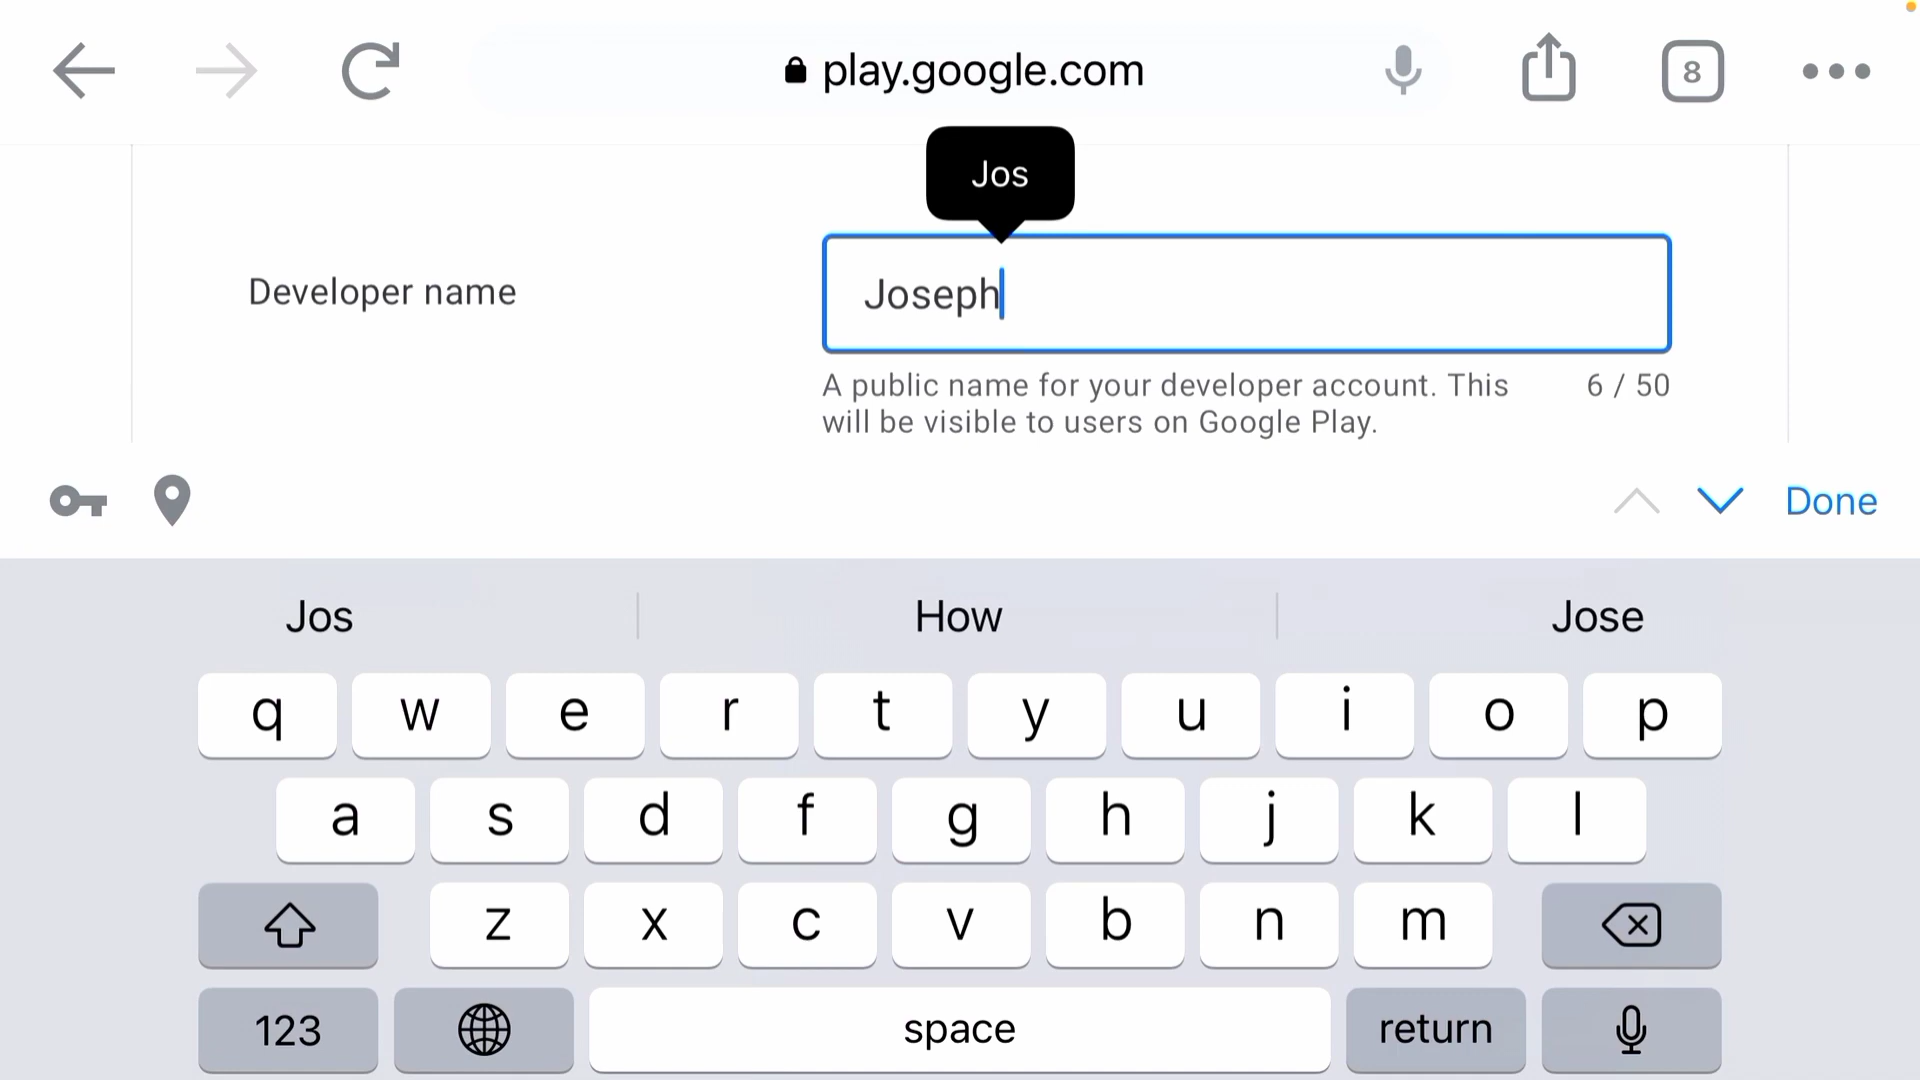 play.google.com
8
Jos
Developer name
Joseph
A public name for your developer account. This
will be visible to users on Google Play.
6 / 50
Done
Jos
How
Jose
q w e r t y u i o p
a s d f g h j k l
z x c v b n m
123
space
return